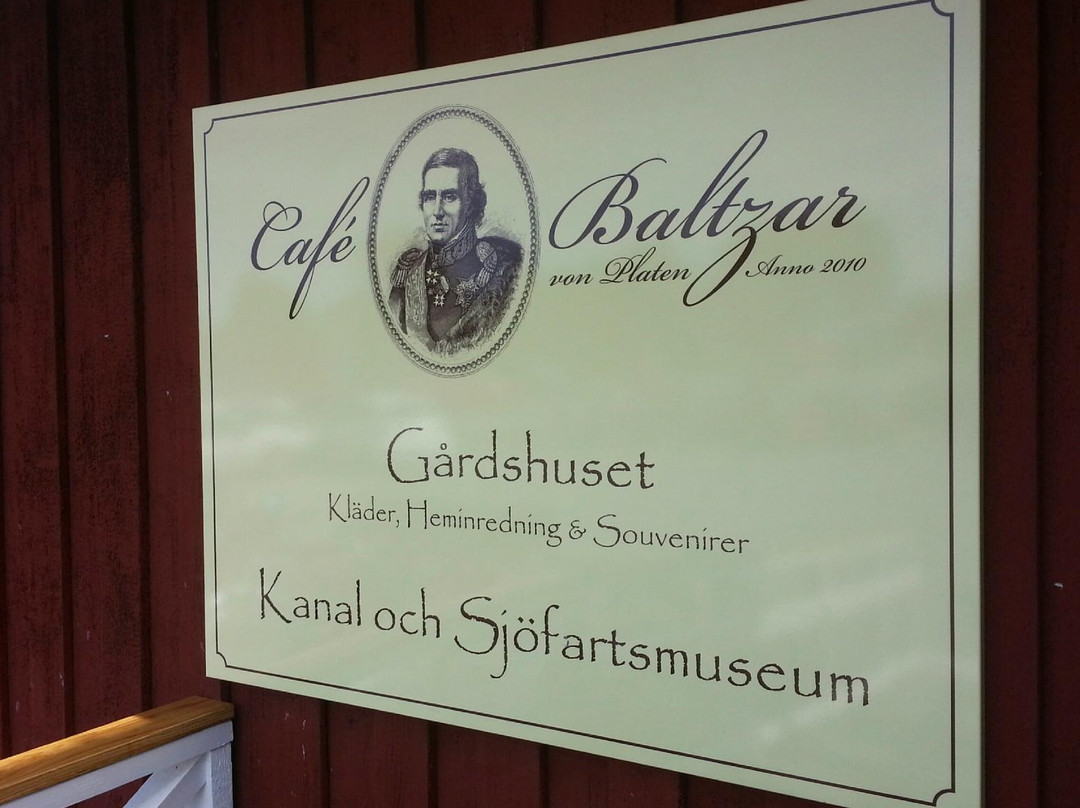 Café Baltzar
von Platen Anno 2010
Gårdshuset
Kläder, Heminredning & Souvenirer
Kanal och Sjöfartsmuseum